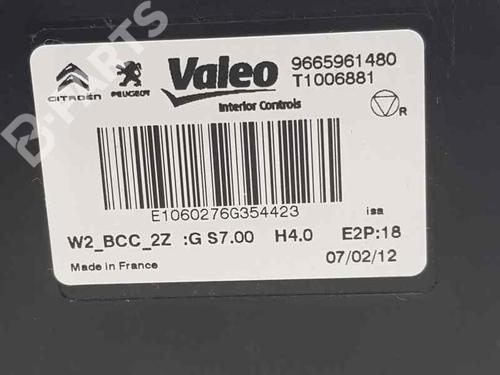 B-PARTS
CITROËN
PEUGEOT
Valeo
Interior Controls
9665961480
T1006881
R
E1060276G354423
isa
W2_BCC_2Z :G S7.00 H4.0 E2P:18
Made in France
07/02/12